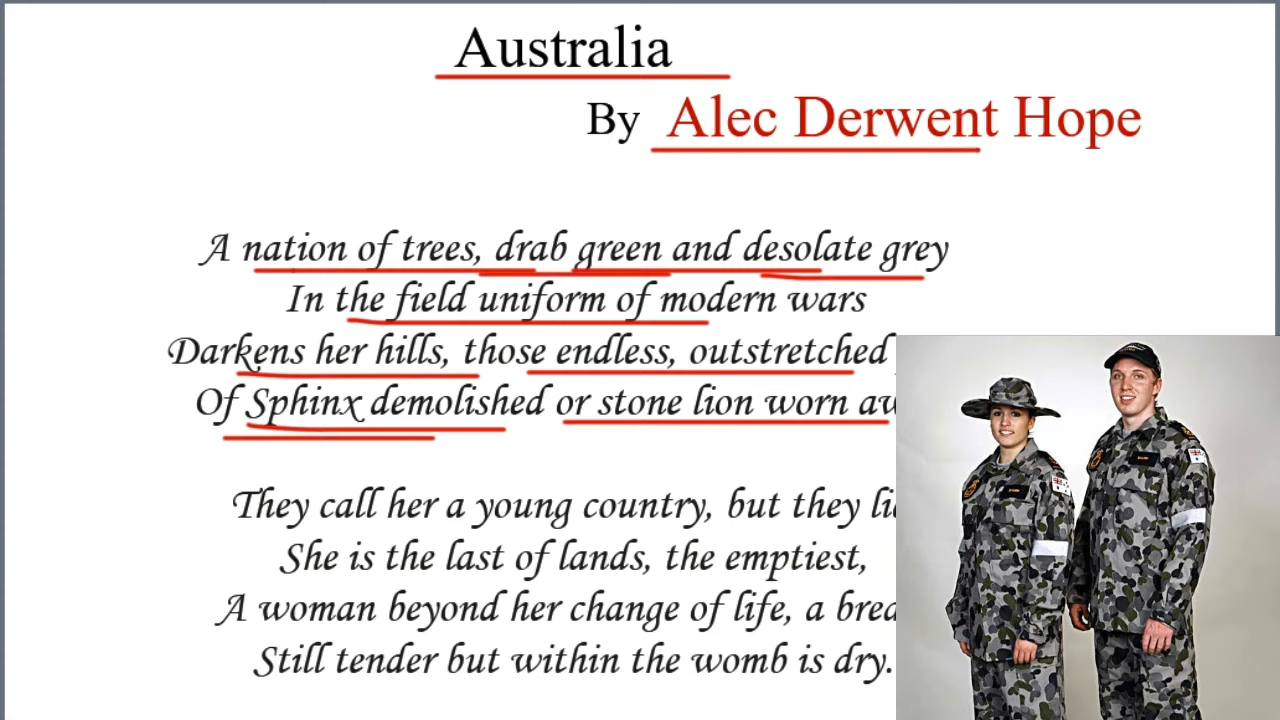 Australia
By Alec Derwent Hope
A nation of trees, drab green and desolate grey
In the field uniform of modern wars
Darkens her hills, those endless, outstretched
Of Sphinx demolished or stone lion worn
They call her a young country, but they
She is the last of lands, the emptiest,
A woman beyond her change of life, a
Still tender but within the womb is dry.